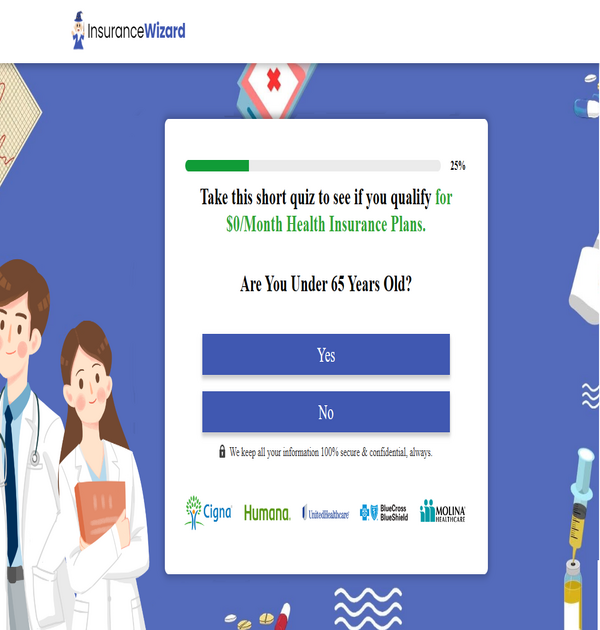 InsuranceWizard
25%
Take this short quiz to see if you qualify for
$0/Month Health Insurance Plans.
Are You Under 65 Years Old?
Yes
No
We keep all your information 100% secure & confidential, always.
Cigna
Humana.
UnitedHealthcare
BlueCross
BlueShield
MOLINA
HEALTHCARE